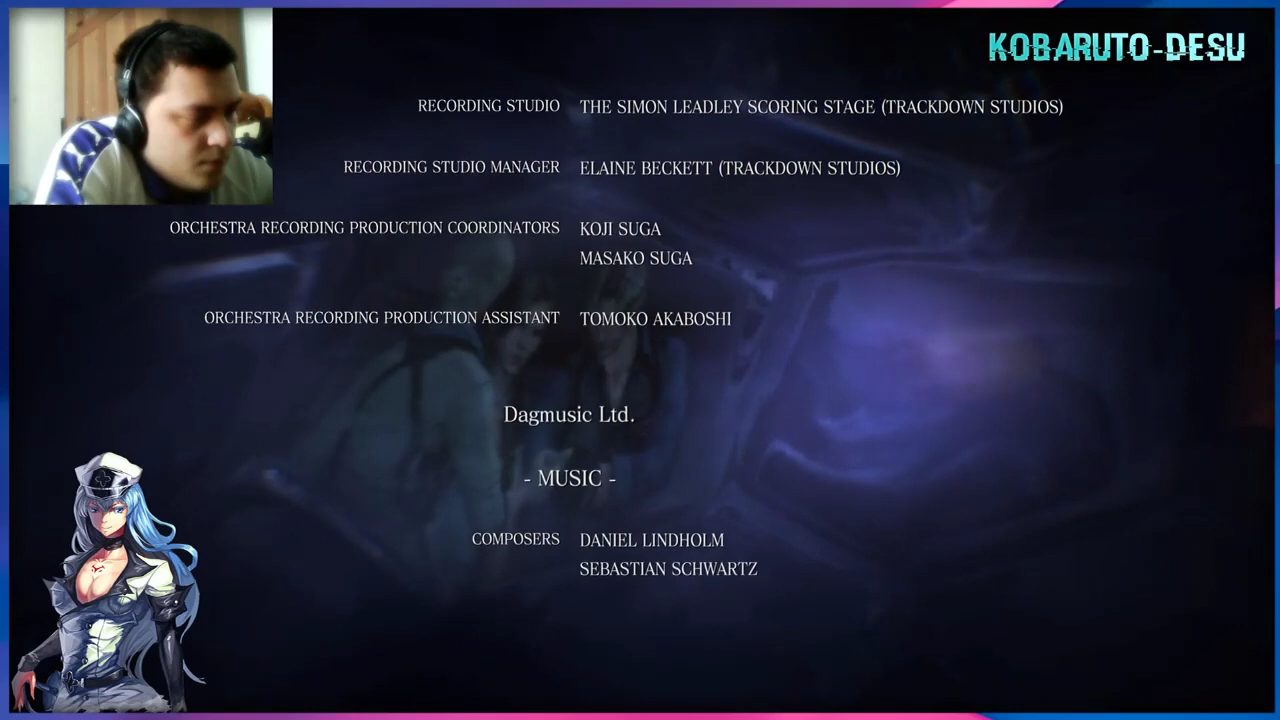 KOBARUTO-DESU
RECORDING STUDIO THE SIMON LEADLEY SCORING STAGE (TRACKDOWN STUDIOS)
RECORDING STUDIO MANAGER ELAINE BECKETT (TRACKDOWN STUDIOS)
ORCHESTRA RECORDING PRODUCTION COORDINATORS KOJI SUGA
MASAKO SUGA
ORCHESTRA RECORDING PRODUCTION ASSISTANT TOMOKO AKABOSHI
Dagmusic Ltd.
- MUSIC -
COMPOSERS DANIEL LINDHOLM
SEBASTIAN SCHWARTZ